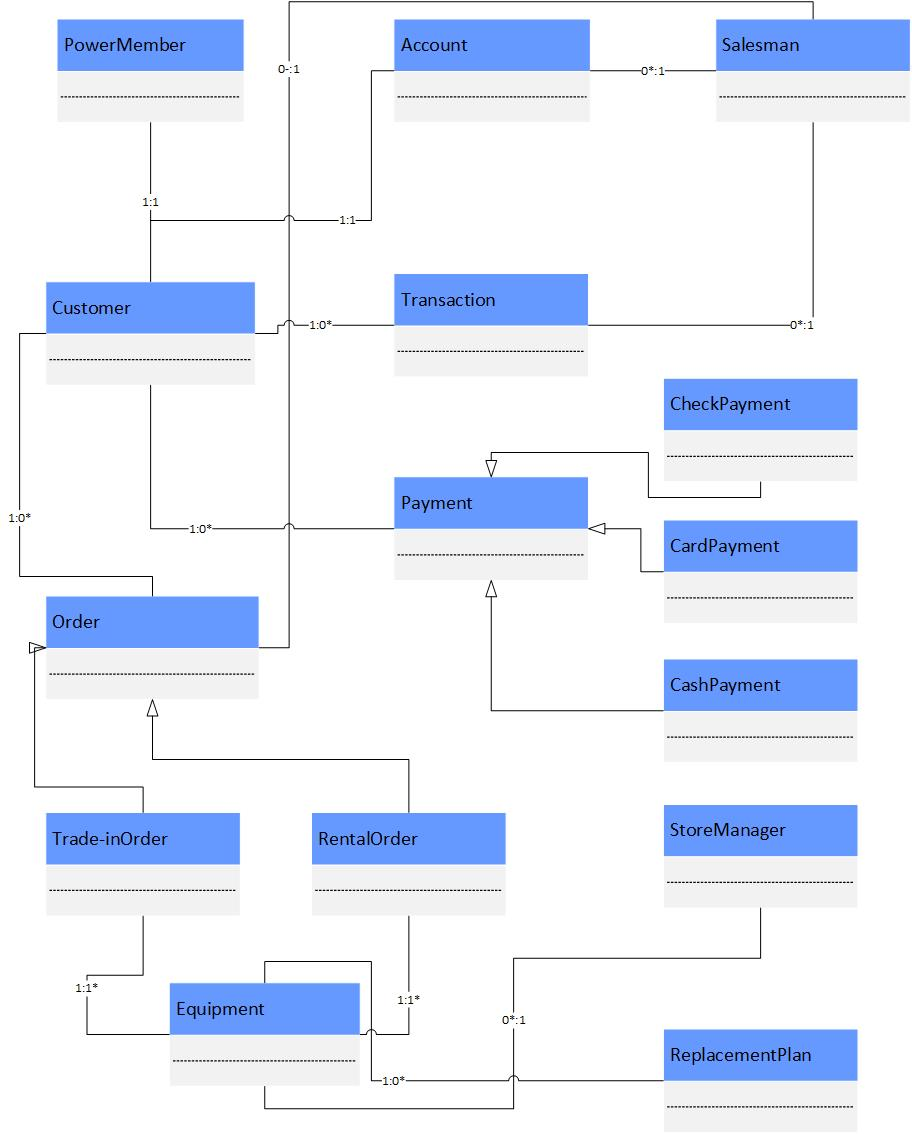 PowerMember
Account
Salesman
0-:1
0*:1
1:1
1:1
Customer
Transaction
1:0*
0*:1
CheckPayment
Payment
1:0*
1:0*
CardPayment
Order
CashPayment
Trade-inOrder
RentalOrder
StoreManager
1:1*
Equipment
1:1*
0*:1
ReplacementPlan
1:0*